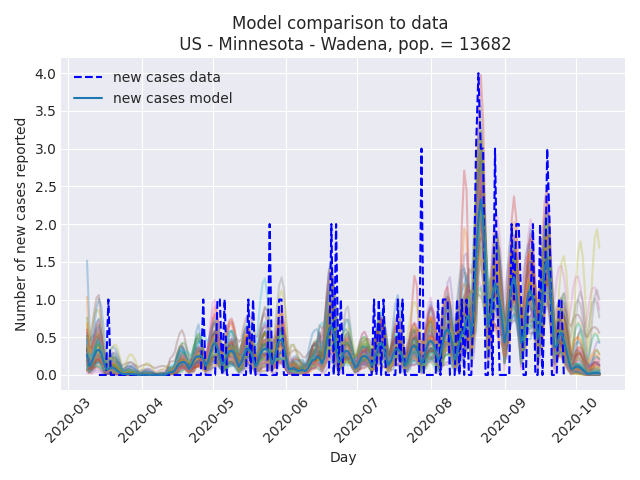 Model comparison to data
US - Minnesota - Wadena, pop. = 13682
new cases data
new cases model
Number of new cases reported
4.0
3.5
3.0
2.5
2.0
1.5
1.0
0.5
0.0
2020-03
2020-04
2020-05
2020-06
2020-07
2020-08
2020-09
2020-10
Day